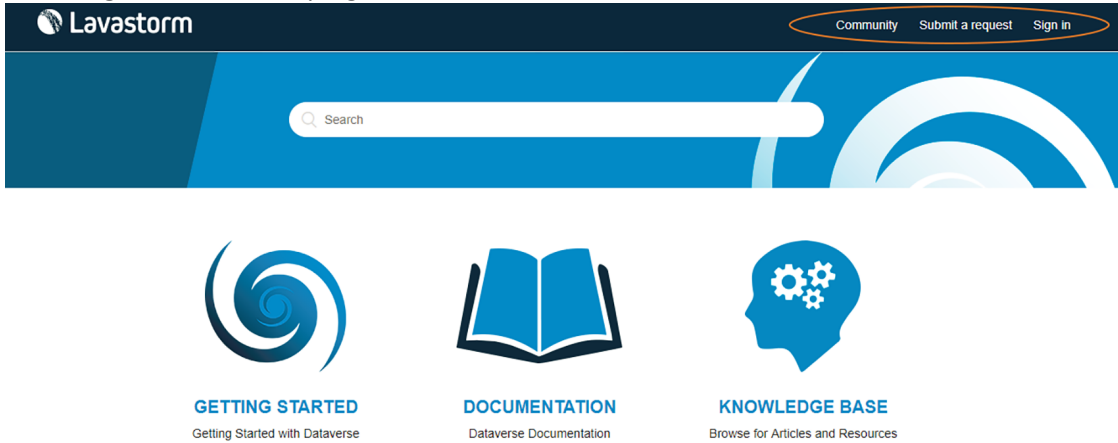 Lavastorm
Community Submit a request Sign in
Search
GETTING STARTED DOCUMENTATION KNOWLEDGE BASE
Getting Started with Dataverse Dataverse Documentation Browse for Articles and Resources